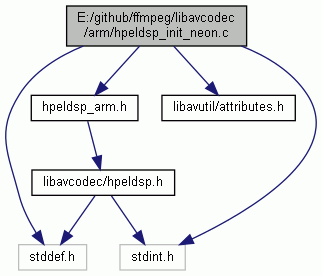 E:/github/ffmpeg/libavcodec
/arm/hpeldsp_init_neon.c
hpeldsp_arm.h
libavutil/attributes.h
libavcodec/hpeldsp.h
stddef.h
stdint.h